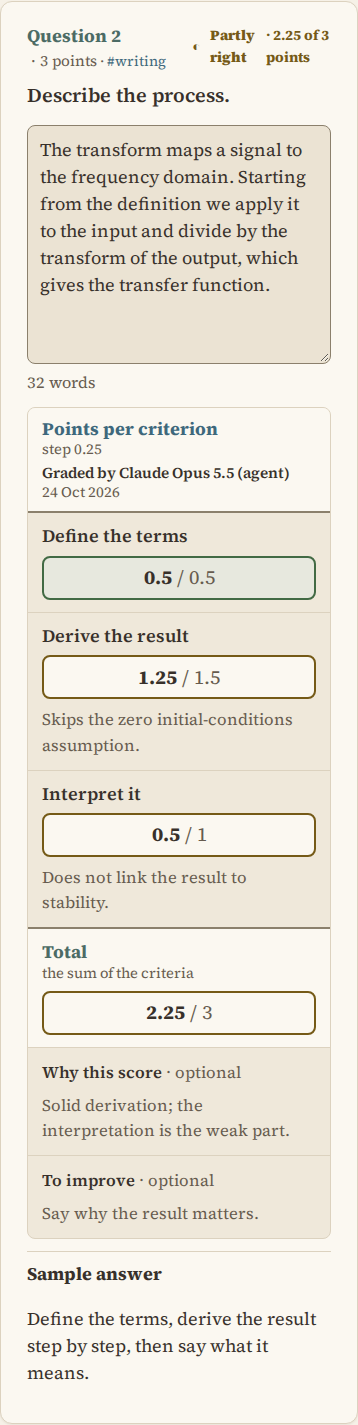 Question 2
· 3 points · #writing
Partly right
· 2.25 of 3 points
Describe the process.
The transform maps a signal to
the frequency domain. Starting
from the definition we apply it
to the input and divide by the
transform of the output, which
gives the transfer function.
32 words
Points per criterion
step 0.25
Graded by Claude Opus 5.5 (agent)
24 Oct 2026
Define the terms
0.5 / 0.5
Derive the result
1.25 / 1.5
Skips the zero initial-conditions
assumption.
Interpret it
0.5 / 1
Does not link the result to
stability.
Total
the sum of the criteria
2.25 / 3
Why this score · optional
Solid derivation; the
interpretation is the weak part.
To improve · optional
Say why the result matters.
Sample answer
Define the terms, derive the result
step by step, then say what it
means.